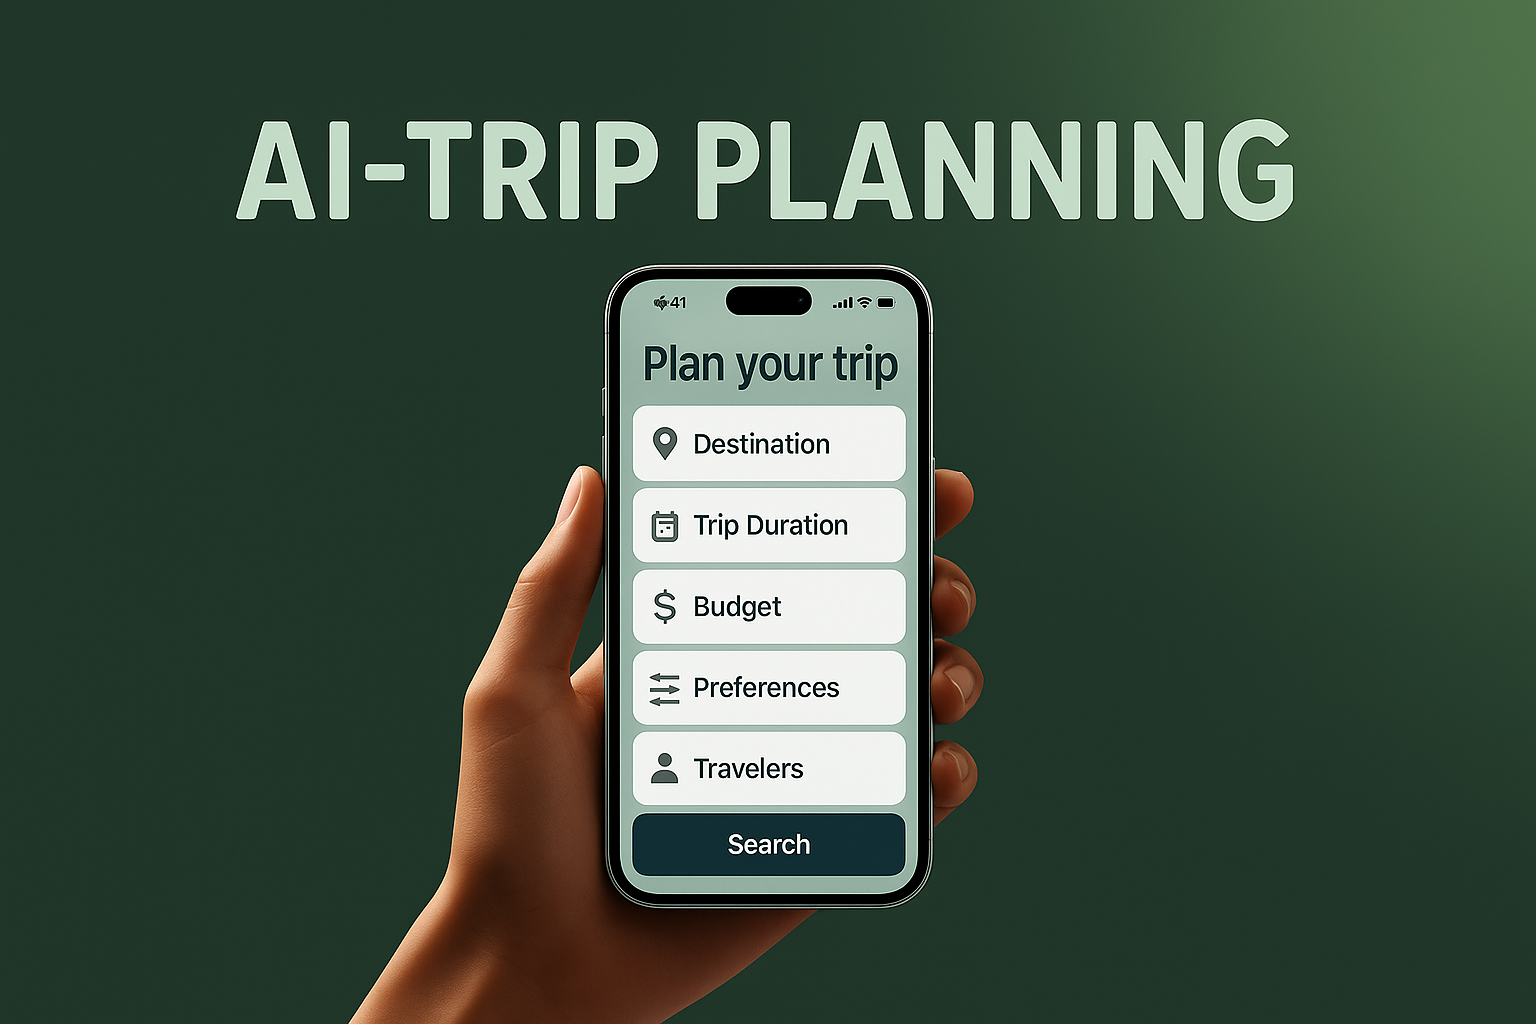 AI-TRIP PLANNING
41
Plan your trip
Destination
Trip Duration
$ Budget
Preferences
Travelers
Search